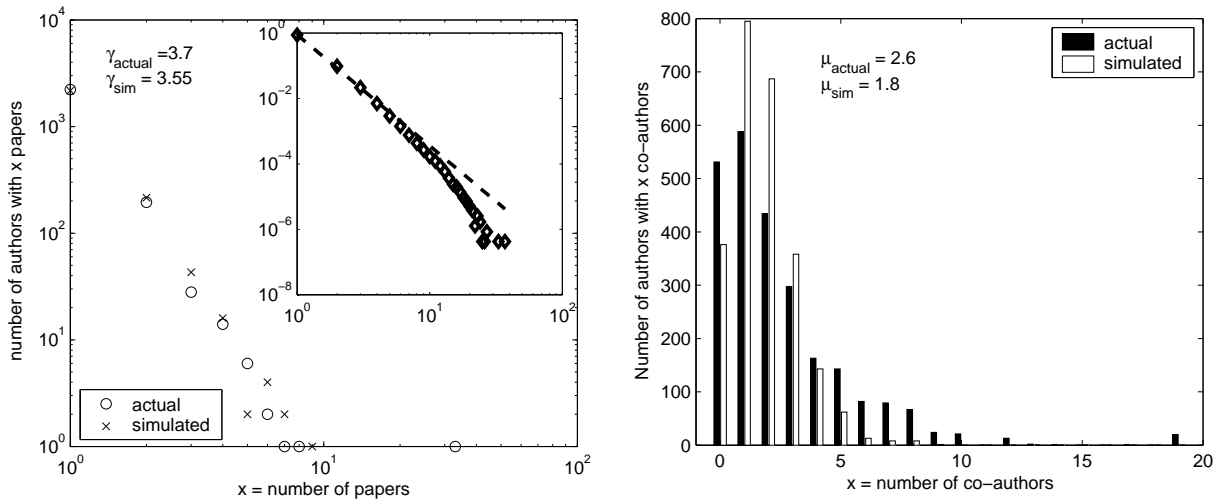 10^4
10^3
10^2
10^1
10^0
number of authors with x papers
γactual =3.7
γsim = 3.55
10^0
10^-2
10^-4
10^-6
10^-8
10^0 10^1 10^2
actual
simulated
10^0 10^1 10^2
x = number of papers
800
700
600
500
400
300
200
100
0
Number of authors with x co-authors
μactual = 2.6
μsim = 1.8
actual
simulated
0 5 10 15 20
x = number of co-authors